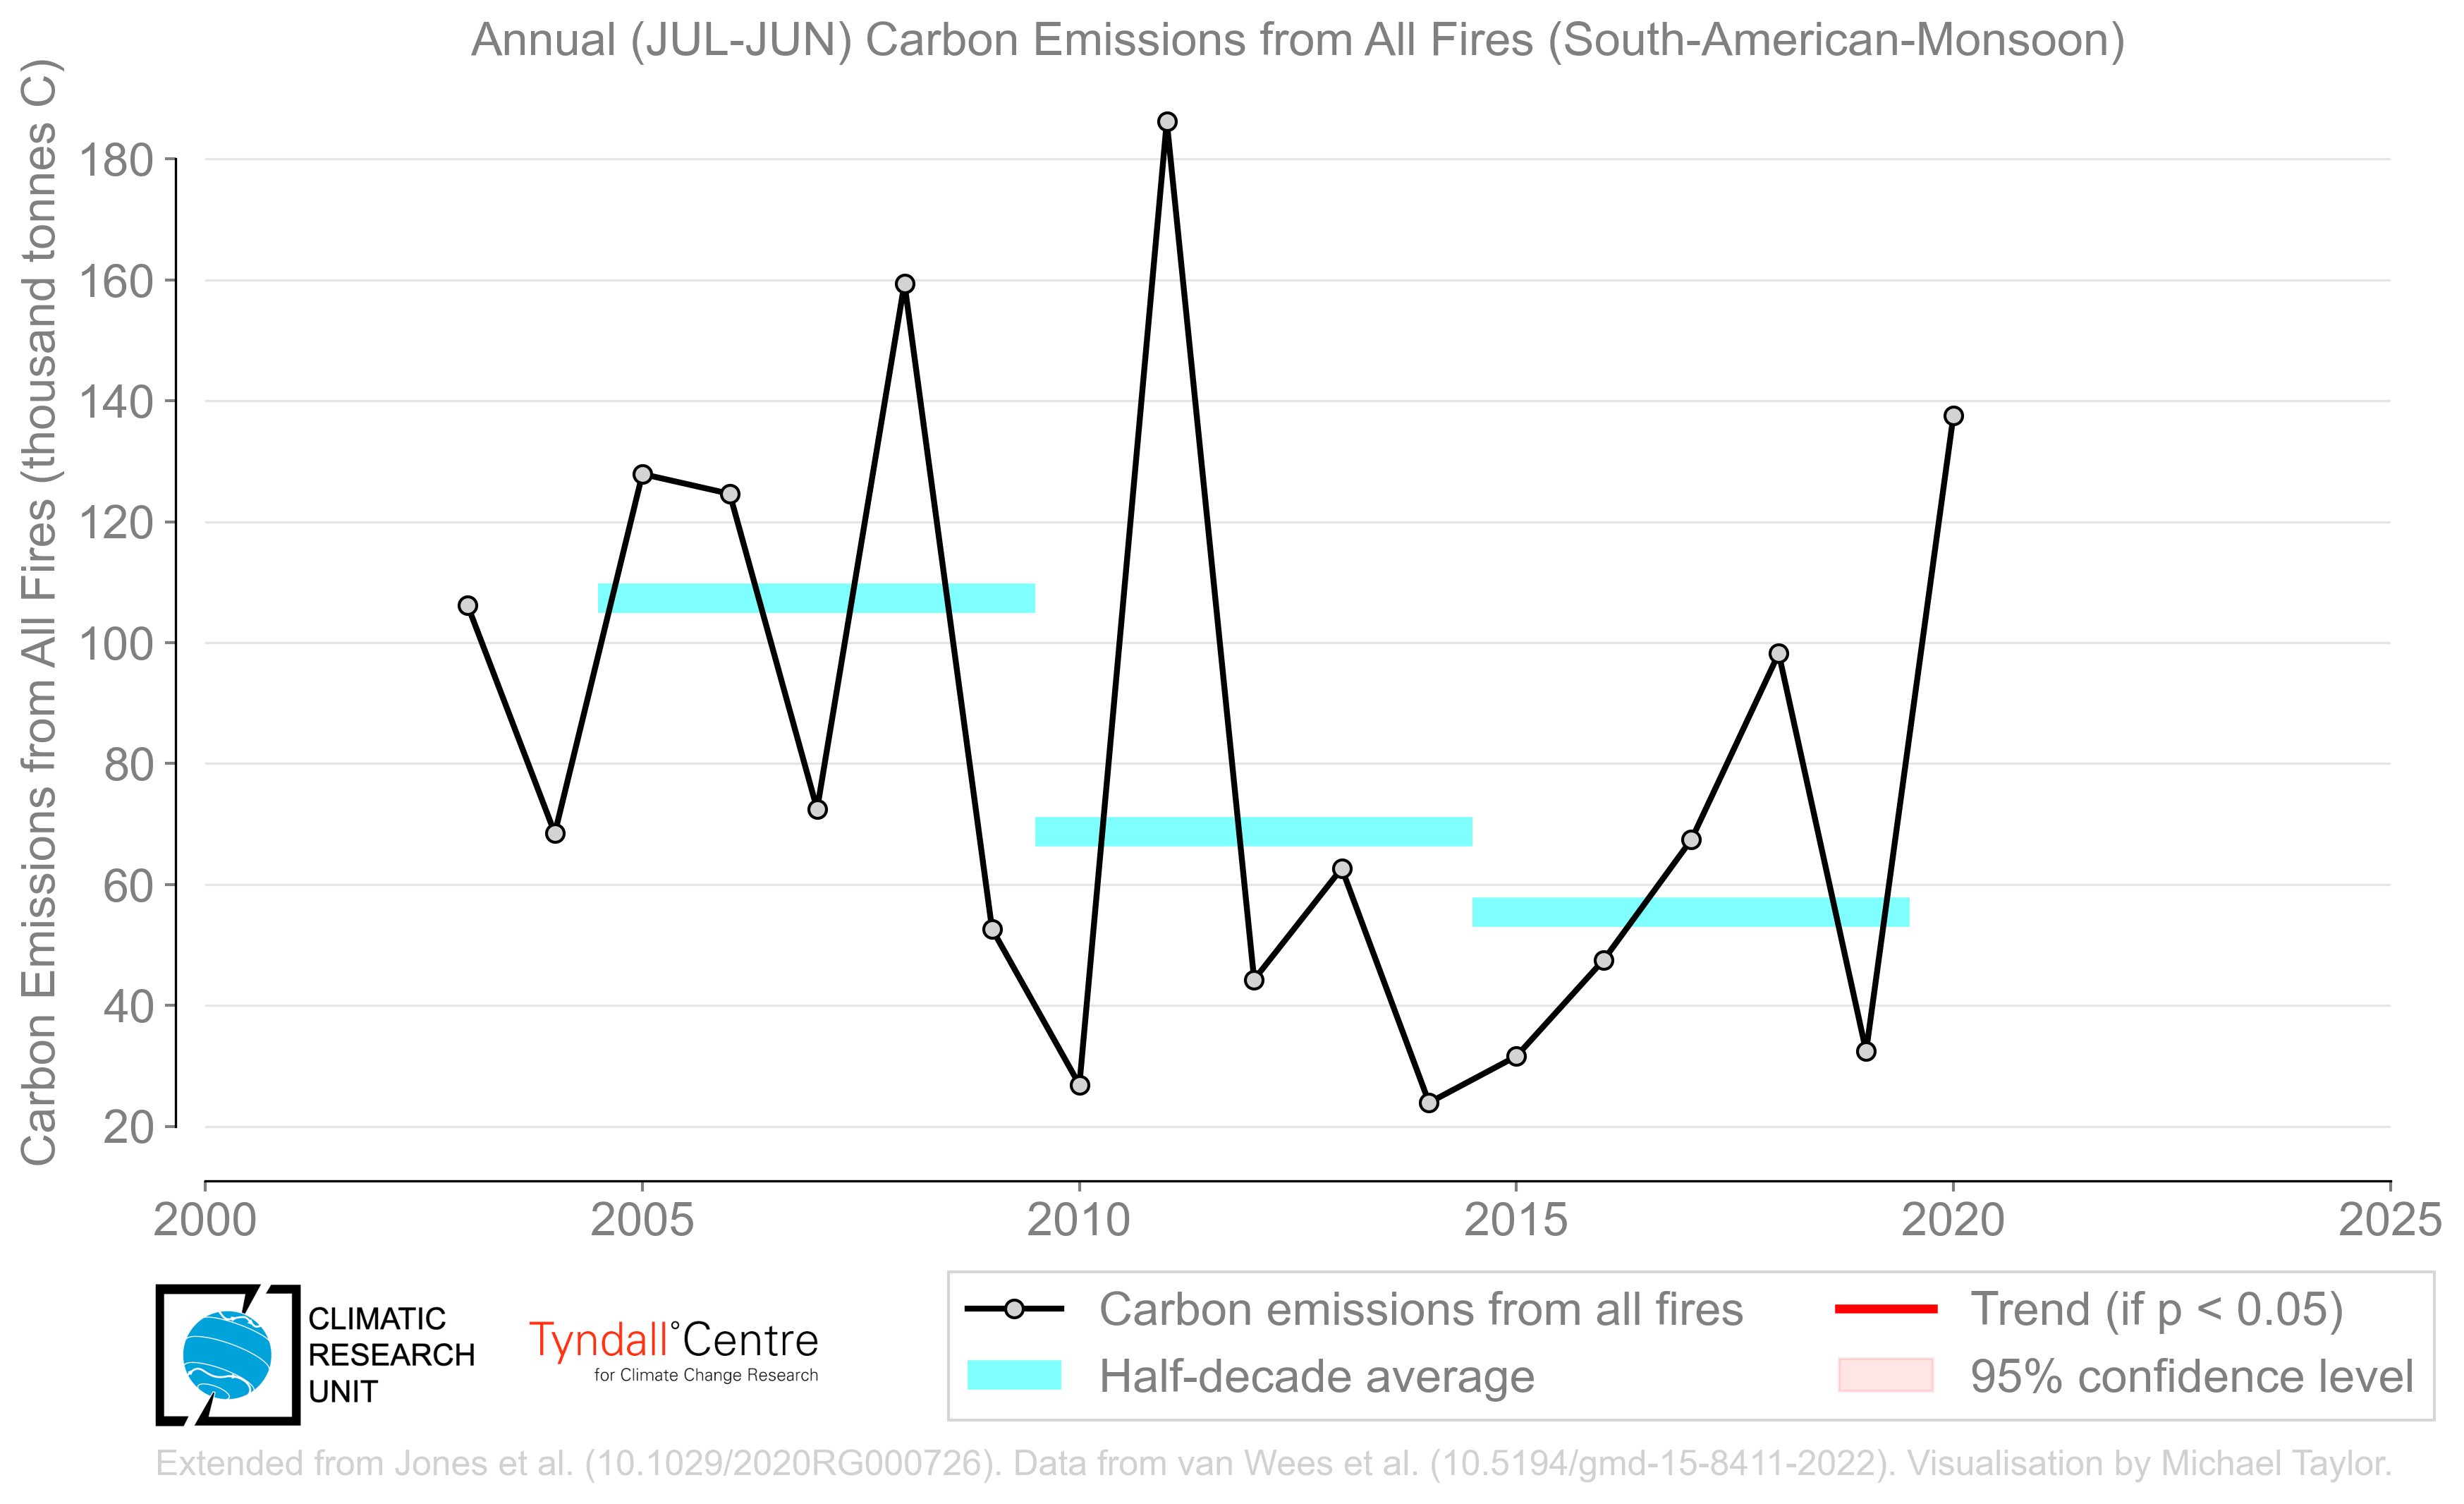 Annual (JUL-JUN) Carbon Emissions from All Fires (South-American-Monsoon)
Carbon Emissions from All Fires (thousand tonnes C)
180
160
140
120
100
80
60
40
20
2000 2005 2010 2015 2020 2025
CLIMATIC
RESEARCH
UNIT
Tyndall°Centre
for Climate Change Research
Carbon emissions from all fires
Half-decade average
Trend (if p < 0.05)
95% confidence level
Extended from Jones et al. (10.1029/2020RG000726). Data from van Wees et al. (10.5194/gmd-15-8411-2022). Visualisation by Michael Taylor.